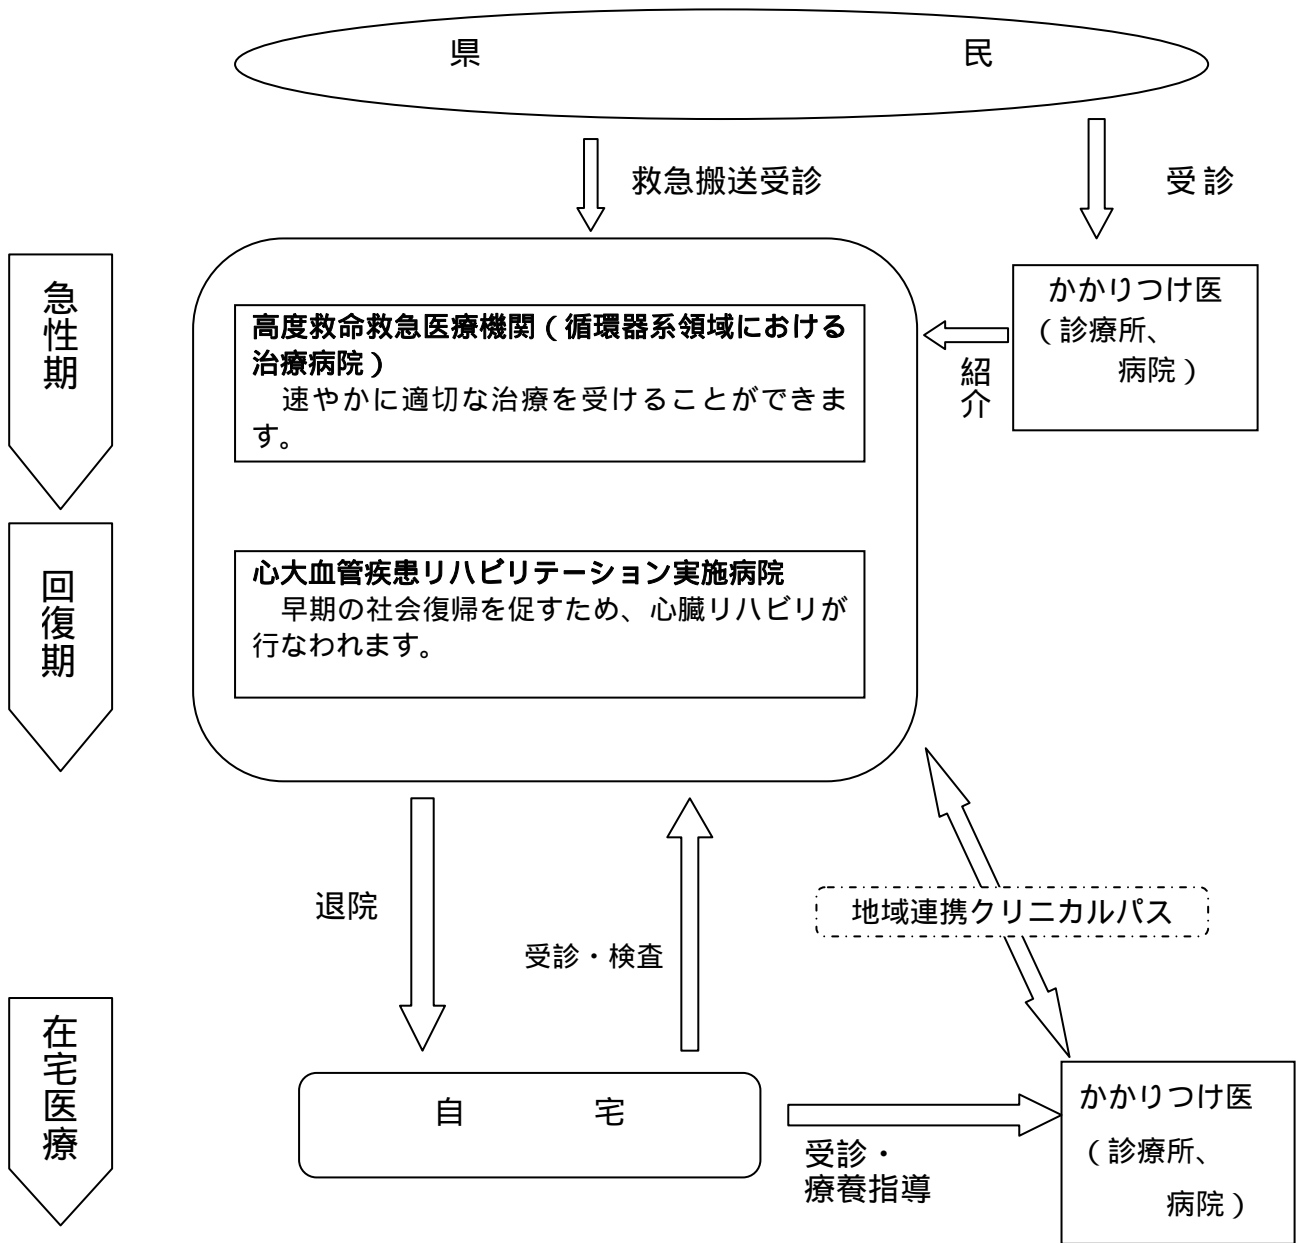 県 民
救急搬送受診
受診
急性期
高度救命救急医療機関（循環器系領域における
治療病院）
速やかに適切な治療を受けることができま
す。
紹介
かかりつけ医
（診療所、
病院）
回復期
心大血管疾患リハビリテーション実施病院
早期の社会復帰を促すため、心臓リハビリが
行なわれます。
退院
受診・検査
地域連携クリニカルパス
在宅医療
自 宅
受診・
療養指導
かかりつけ医
（診療所、
病院）